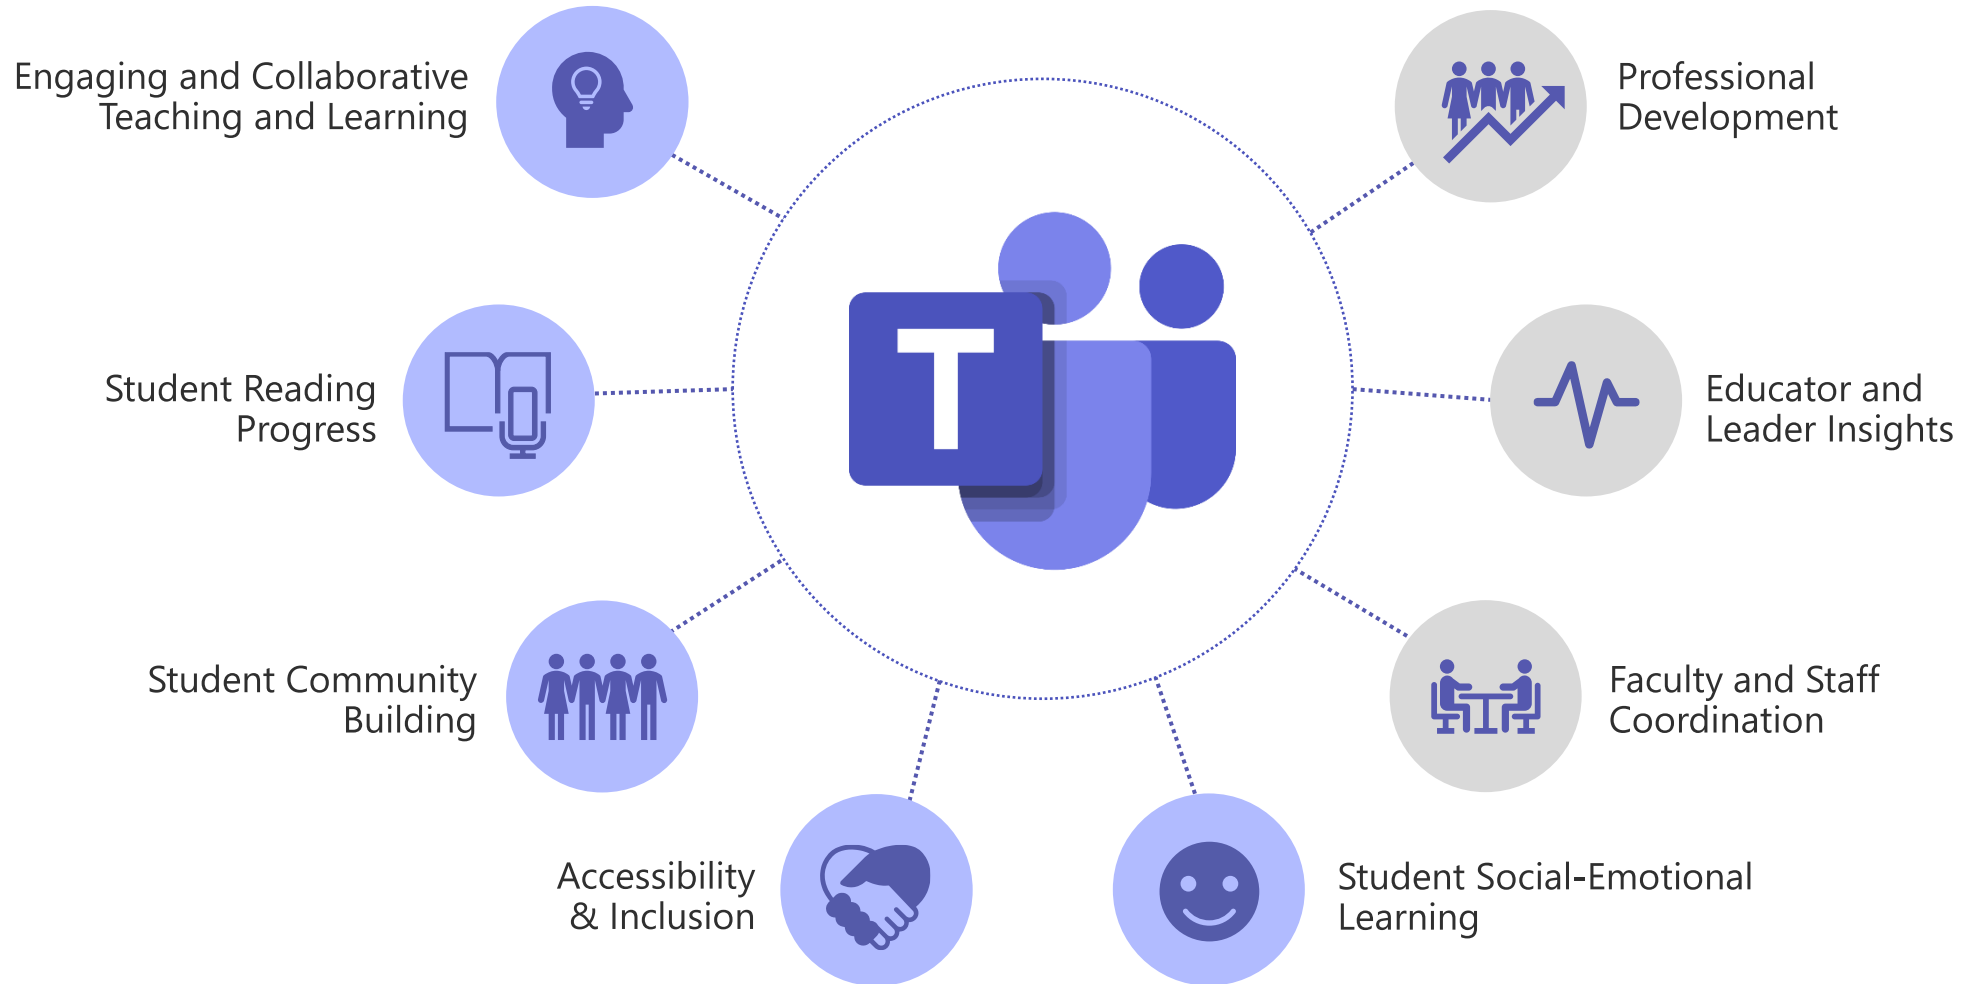 Engaging and Collaborative
Teaching and Learning
Student Reading
Progress
Student Community
Building
Accessibility
& Inclusion
T
Professional
Development
Educator and
Leader Insights
Faculty and Staff
Coordination
Student Social-Emotional
Learning